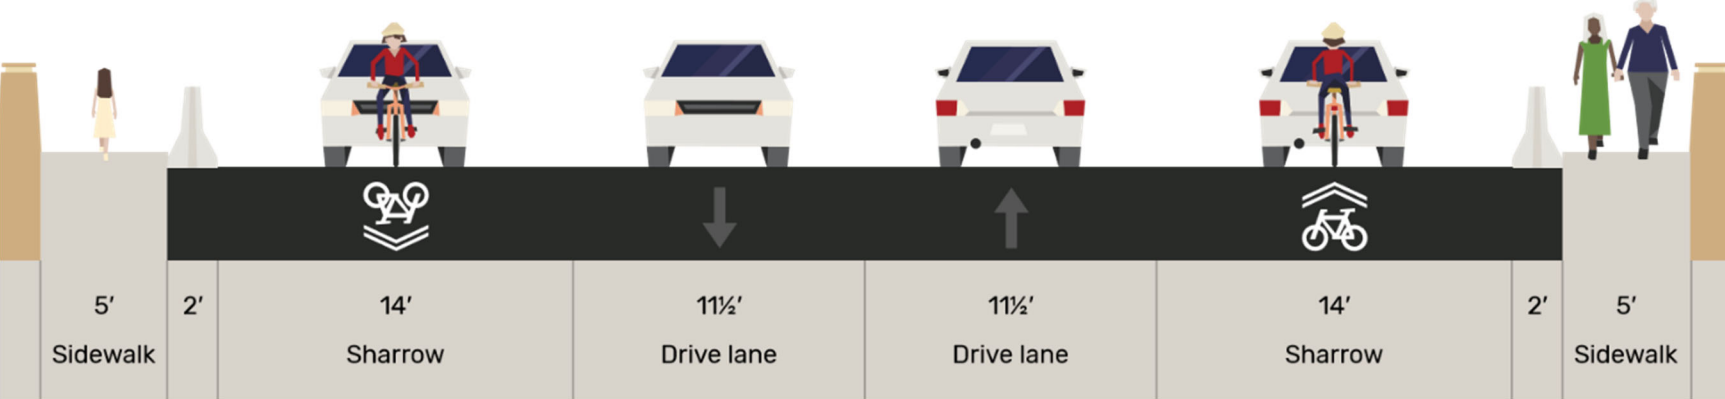 5′ 2′ 14′ 11½′ 11½′ 14′ 2′ 5′
Sidewalk Sharrow Drive lane Drive lane Sharrow Sidewalk